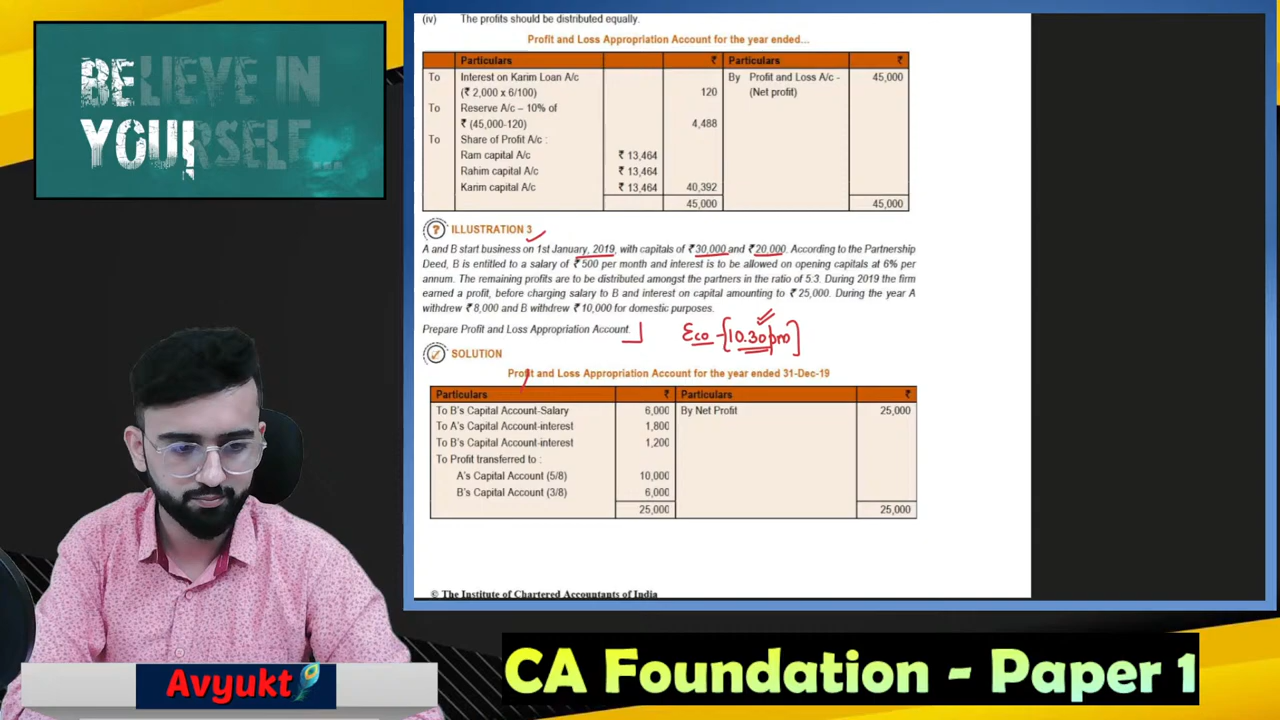 BELIEVE IN
YOURSELF...
(iv) The profits should be distributed equally.
Profit and Loss Appropriation Account for the year ended...
Particulars ₹ Particulars ₹
To Interest on Karim Loan A/c By Profit and Loss A/c - 45,000
(₹ 2,000 x 6/100) 120 (Net profit)
To Reserve A/c – 10% of
₹ (45,000-120) 4,488
To Share of Profit A/c :
Ram capital A/c ₹ 13,464
Rahim capital A/c ₹ 13,464
Karim capital A/c ₹ 13,464 40,392
45,000 45,000
? ILLUSTRATION 3
A and B start business on 1st January, 2019, with capitals of ₹ 30,000 and ₹ 20,000. According to the Partnership
Deed, B is entitled to a salary of ₹ 500 per month and interest is to be allowed on opening capitals at 6% per
annum. The remaining profits are to be distributed amongst the partners in the ratio of 5:3. During 2019 the firm
earned a profit, before charging salary to B and interest on capital amounting to ₹ 25,000. During the year A
withdrew ₹ 8,000 and B withdrew ₹ 10,000 for domestic purposes.
Prepare Profit and Loss Appropriation Account.
Eco - [10.30 pm]
SOLUTION
Profit and Loss Appropriation Account for the year ended 31-Dec-19
Particulars ₹ Particulars ₹
To B's Capital Account-Salary 6,000 By Net Profit 25,000
To A's Capital Account-interest 1,800
To B's Capital Account-interest 1,200
To Profit transferred to :
A's Capital Account (5/8) 10,000
B's Capital Account (3/8) 6,000
25,000 25,000
© The Institute of Chartered Accountants of India
Avyukt
CA Foundation - Paper 1